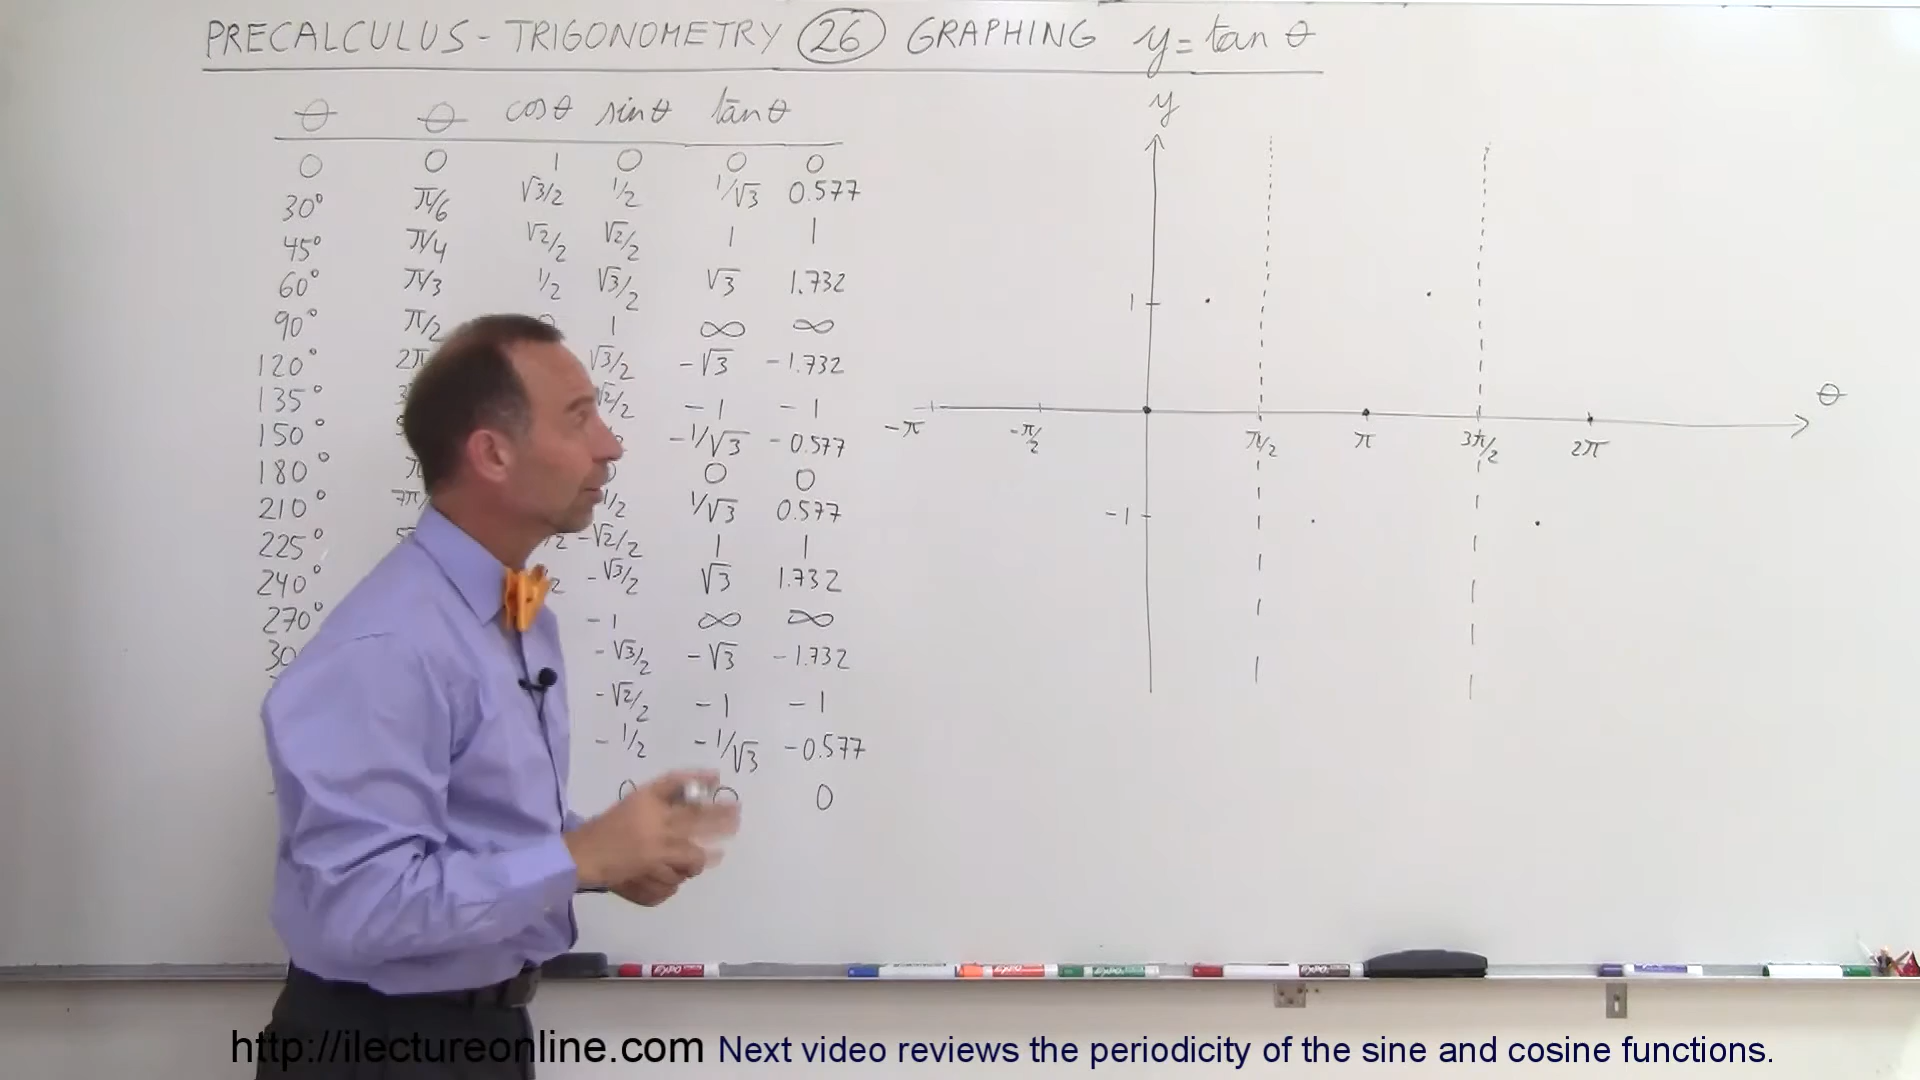 PRECALCULUS - TRIGONOMETRY 26 GRAPHING y = tan θ
θ θ cos θ sin θ tan θ
0 0 1 0 0 0
30° π/6 √3/2 1/2 1/√3 0.577
45° π/4 √2/2 √2/2 1 1
60° π/3 1/2 √3/2 √3 1.732
90° π/2 1 ∞ ∞
120° √3/2 -√3 -1.732
135° √2/2 -1 -1
150° -1/√3 -0.577
180° 0 0
210° 1/√3 0.577
225° -√2/2 1 1
240° -√3/2 √3 1.732
270° -1 ∞ ∞
-√3/2 -√3 -1.732
-√2/2 -1 -1
-1/2 -1/√3 -0.577
0 0 0
y
1
θ
-π -π/2 π/2 π 3π/2 2π
-1
EXPO
EXPO
EXPO
EXPO
http://ilectureonline.com Next video reviews the periodicity of the sine and cosine functions.